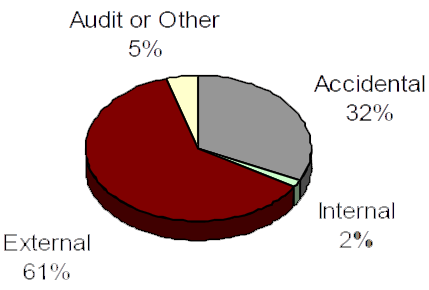 Audit or Other
5%
Accidental
32%
Internal
2%
External
61%